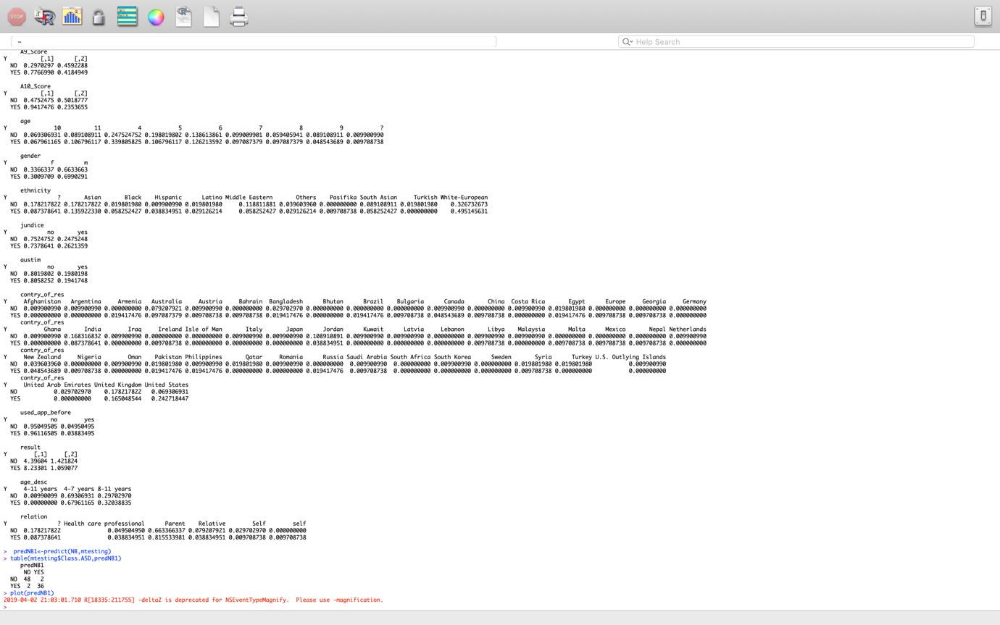 STOP
~
Help Search
A9_Score
Y [,1] [,2]
NO 0.2970297 0.4592288
YES 0.7766990 0.4184949
A10_Score
Y [,1] [,2]
NO 0.4752475 0.5018777
YES 0.9417476 0.2353655
age
Y 10 11 4 5 6 7 8 9 ?
NO 0.069306931 0.089108911 0.247524752 0.198019802 0.138613861 0.099009901 0.059405941 0.089108911 0.009900990
YES 0.067961165 0.106796117 0.339805825 0.106796117 0.126213592 0.097087379 0.097087379 0.048543689 0.009708738
gender
Y f m
NO 0.3366337 0.6633663
YES 0.3009709 0.6990291
ethnicity
Y ? Asian Black Hispanic Latino Middle Eastern Others Pasifika South Asian Turkish White-European
NO 0.178217822 0.178217822 0.019801980 0.009900990 0.019801980 0.118811881 0.039603960 0.000000000 0.089108911 0.019801980 0.326732673
YES 0.087378641 0.135922330 0.058252427 0.038834951 0.029126214 0.058252427 0.029126214 0.009708738 0.058252427 0.000000000 0.495145631
jundice
Y no yes
NO 0.7524752 0.2475248
YES 0.7378641 0.2621359
austim
Y no yes
NO 0.8019802 0.1980198
YES 0.8058252 0.1941748
contry_of_res
Y Afghanistan Argentina Armenia Australia Austria Bahrain Bangladesh Bhutan Brazil Bulgaria Canada China Costa Rica Egypt Europe Georgia Germany
NO 0.009900990 0.009900990 0.000000000 0.079207921 0.009900990 0.000000000 0.029702970 0.009900990 0.000000000 0.000000000 0.009900990 0.000000000 0.009900990 0.019801980 0.000000000 0.000000000 0.000000000
YES 0.000000000 0.000000000 0.019417476 0.097087379 0.009708738 0.009708738 0.019417476 0.000000000 0.019417476 0.009708738 0.048543689 0.009708738 0.000000000 0.019417476 0.009708738 0.009708738 0.000000000
contry_of_res
Y Ghana India Iraq Ireland Isle of Man Italy Japan Jordan Kuwait Latvia Lebanon Libya Malaysia Malta Mexico Nepal Netherlands
NO 0.009900990 0.168316832 0.009900990 0.000000000 0.000000000 0.009900990 0.009900990 0.108910891 0.009900990 0.000000000 0.000000000 0.009900990 0.009900990 0.000000000 0.000000000 0.000000000 0.009900990
YES 0.000000000 0.087378641 0.000000000 0.009708738 0.009708738 0.000000000 0.000000000 0.038834951 0.000000000 0.009708738 0.009708738 0.000000000 0.000000000 0.009708738 0.009708738 0.009708738 0.000000000
contry_of_res
Y New Zealand Nigeria Oman Pakistan Philippines Qatar Romania Russia Saudi Arabia South Africa South Korea Sweden Syria Turkey U.S. Outlying Islands
NO 0.039603960 0.000000000 0.009900990 0.019801980 0.009900990 0.019801980 0.009900990 0.000000000 0.009900990 0.000000000 0.009900990 0.000000000 0.019801980 0.019801980 0.009900990
YES 0.048543689 0.009708738 0.000000000 0.019417476 0.019417476 0.000000000 0.000000000 0.019417476 0.009708738 0.000000000 0.000000000 0.009708738 0.009708738 0.000000000 0.000000000
contry_of_res
Y United Arab Emirates United Kingdom United States
NO 0.029702970 0.178217822 0.069306931
YES 0.000000000 0.165048544 0.242718447
used_app_before
Y no yes
NO 0.95049505 0.04950495
YES 0.96116505 0.03883495
result
Y [,1] [,2]
NO 4.39604 1.421824
YES 8.23301 1.059077
age_desc
Y 4-11 years 4-7 years 8-11 years
NO 0.00990099 0.69306931 0.29702970
YES 0.00000000 0.67961165 0.32038835
relation
Y ? Health care professional Parent Relative Self self
NO 0.178217822 0.049504950 0.663366337 0.079207921 0.029702970 0.000000000
YES 0.087378641 0.038834951 0.815533981 0.038834951 0.009708738 0.009708738
> predNB1<-predict(NB,mtesting)
> table(mtesting$Class.ASD,predNB1)
predNB1
NO YES
NO 48 2
YES 2 36
> plot(predNB1)
2019-04-02 21:03:01.710 R[18335:211755] -deltaZ is deprecated for NSEventTypeMagnify. Please use -magnification.
>